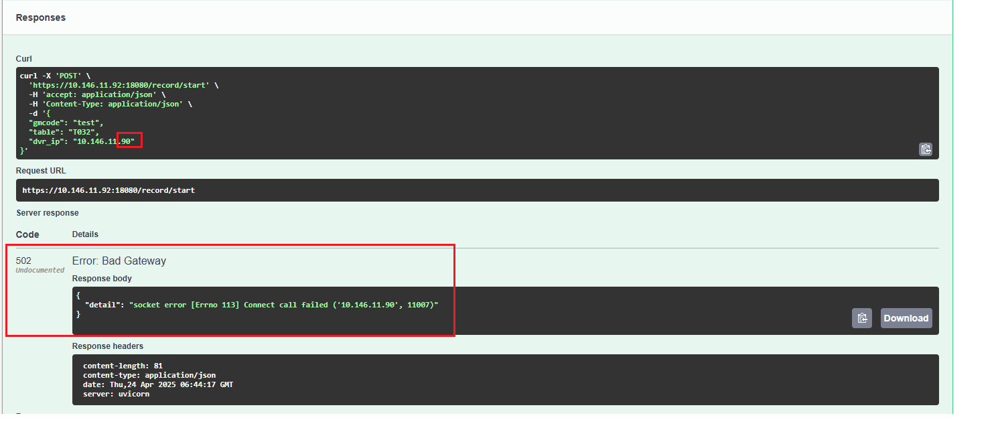 Responses
Curl
curl -X 'POST' \
'https://10.146.11.92:18080/record/start' \
-H 'accept: application/json' \
-H 'Content-Type: application/json' \
-d '{
"gmcode": "test",
"table": "T032",
"dvr_ip": "10.146.11.90"
}'
Request URL
https://10.146.11.92:18080/record/start
Server response
Code Details
502 Error: Bad Gateway
Undocumented
Response body
{
"detail": "socket error [Errno 113] Connect call failed ('10.146.11.90', 11007)"
}
Download
Response headers
content-length: 81
content-type: application/json
date: Thu,24 Apr 2025 06:44:17 GMT
server: uvicorn